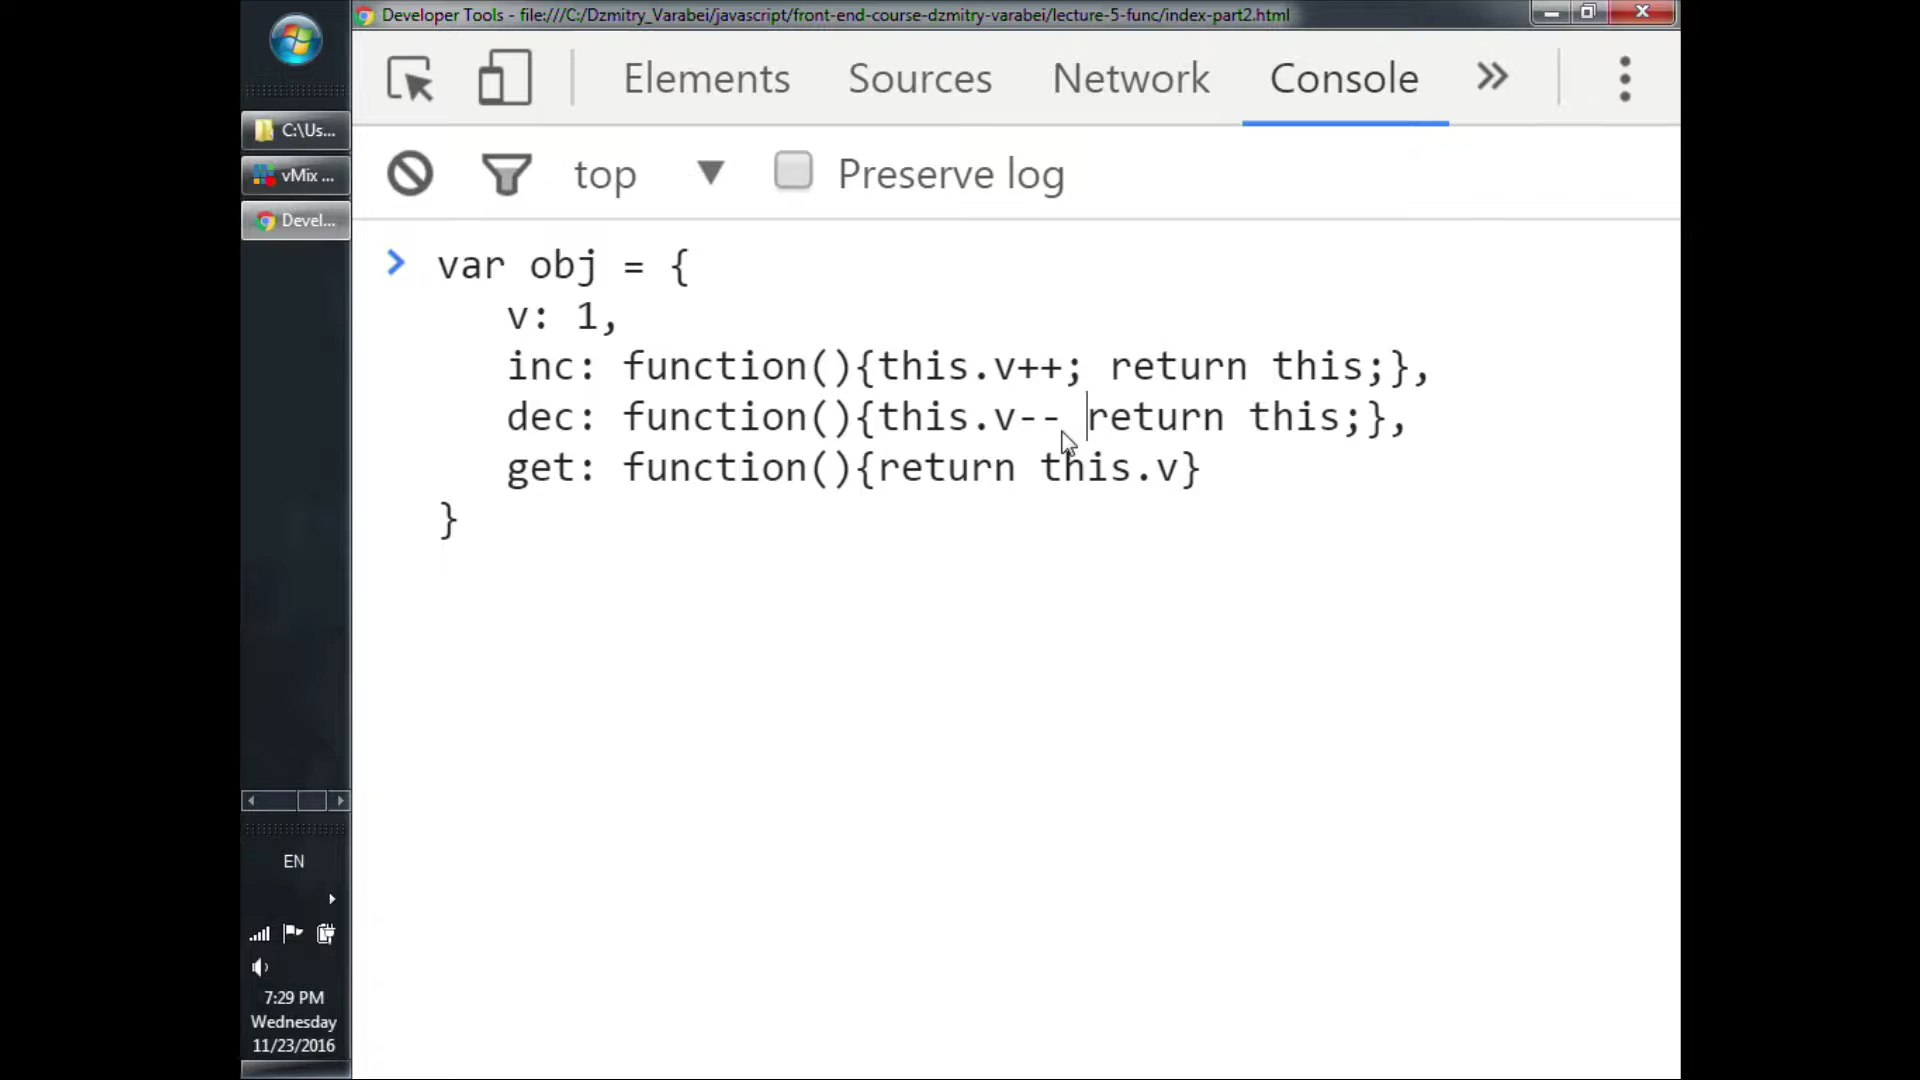 Developer Tools - file:///C:/Dzmitry_Varabei/javascript/front-end-course-dzmitry-varabei/lecture-5-func/index-part2.html
C:\Us...
vMix ...
Devel...
Elements Sources Network Console
top Preserve log
var obj = {
v: 1,
inc: function(){this.v++; return this;},
dec: function(){this.v-- return this;},
get: function(){return this.v}
}
EN
7:29 PM
Wednesday
11/23/2016